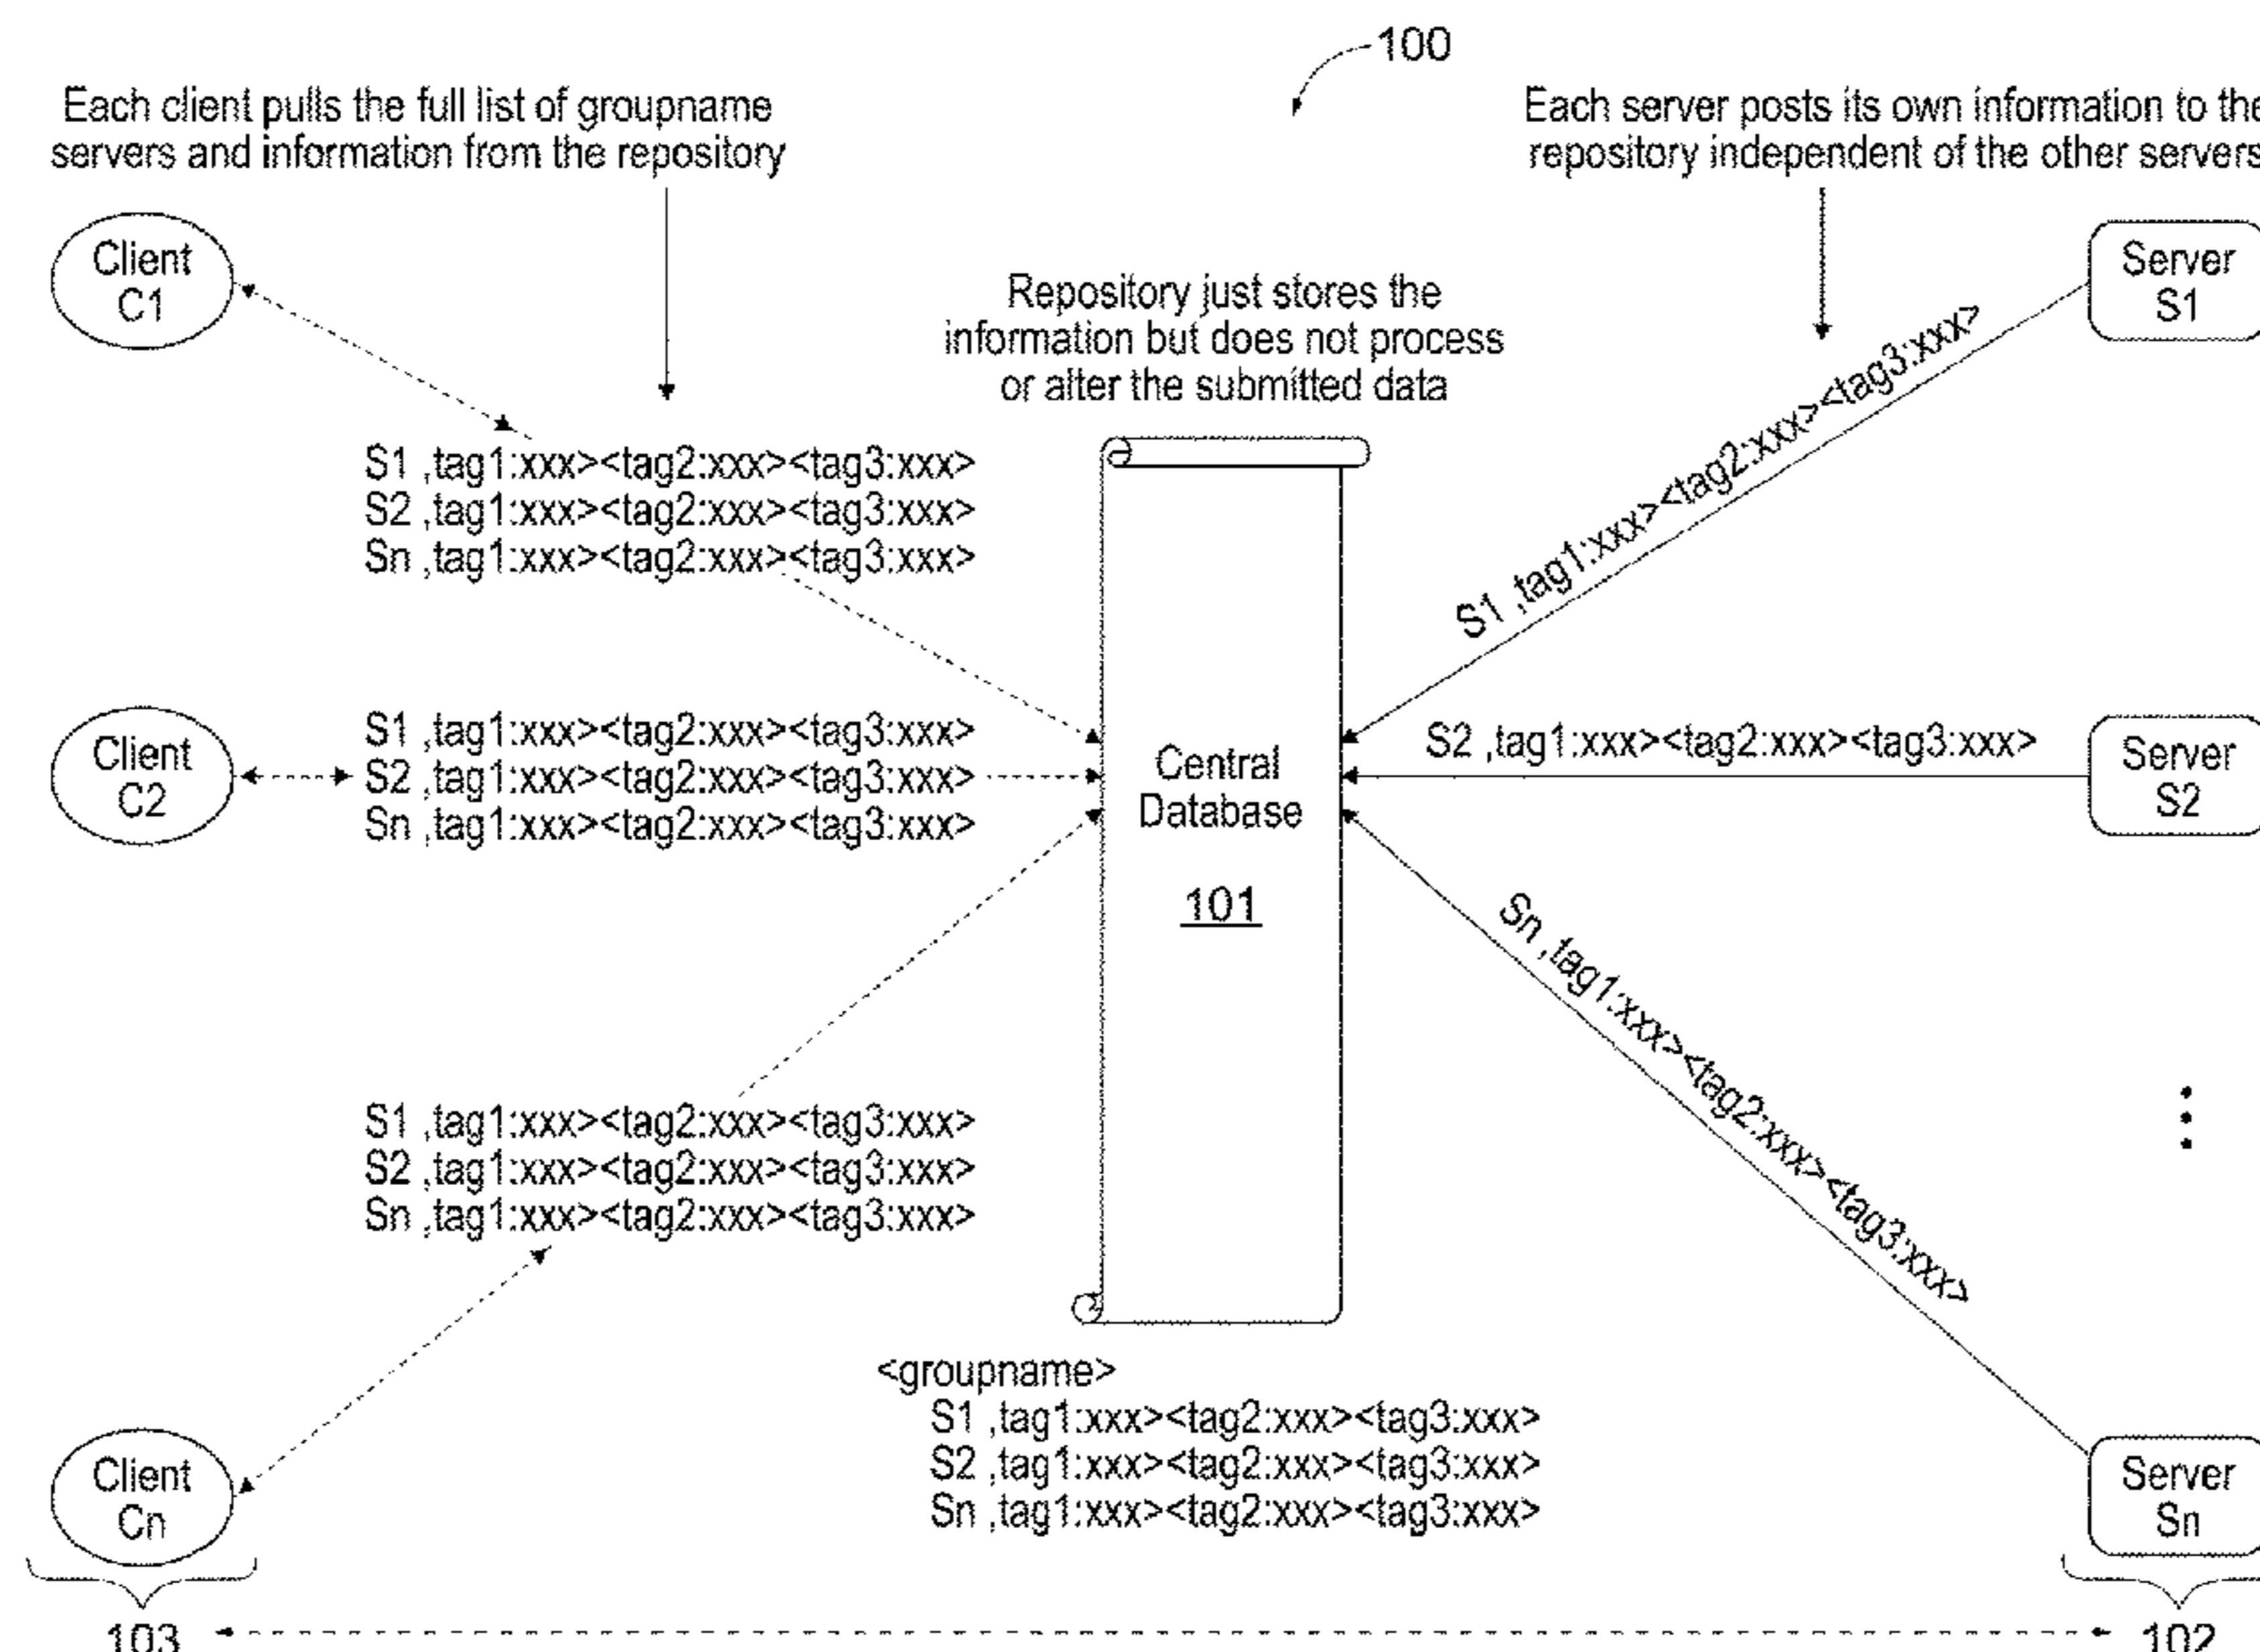 100
Each client pulls the full list of groupname
servers and information from the repository
Each server posts its own information to the
repository independent of the other servers
Client
C1
Repository just stores the
information but does not process
or alter the submitted data
Server
S1
S1 ,tag1:xxx><tag2:xxx><tag3:xxx>
S2 ,tag1:xxx><tag2:xxx><tag3:xxx>
Sn ,tag1:xxx><tag2:xxx><tag3:xxx>
S1 ,tag1:xxx><tag2:xxx><tag3:xxx>
Client
C2
S1 ,tag1:xxx><tag2:xxx><tag3:xxx>
S2 ,tag1:xxx><tag2:xxx><tag3:xxx>
Sn ,tag1:xxx><tag2:xxx><tag3:xxx>
Central
Database
101
S2 ,tag1:xxx><tag2:xxx><tag3:xxx>
Server
S2
Sn ,tag1:xxx><tag2:xxx><tag3:xxx>
S1 ,tag1:xxx><tag2:xxx><tag3:xxx>
S2 ,tag1:xxx><tag2:xxx><tag3:xxx>
Sn ,tag1:xxx><tag2:xxx><tag3:xxx>
<groupname>
S1 ,tag1:xxx><tag2:xxx><tag3:xxx>
S2 ,tag1:xxx><tag2:xxx><tag3:xxx>
Sn ,tag1:xxx><tag2:xxx><tag3:xxx>
Client
Cn
Server
Sn
103
102